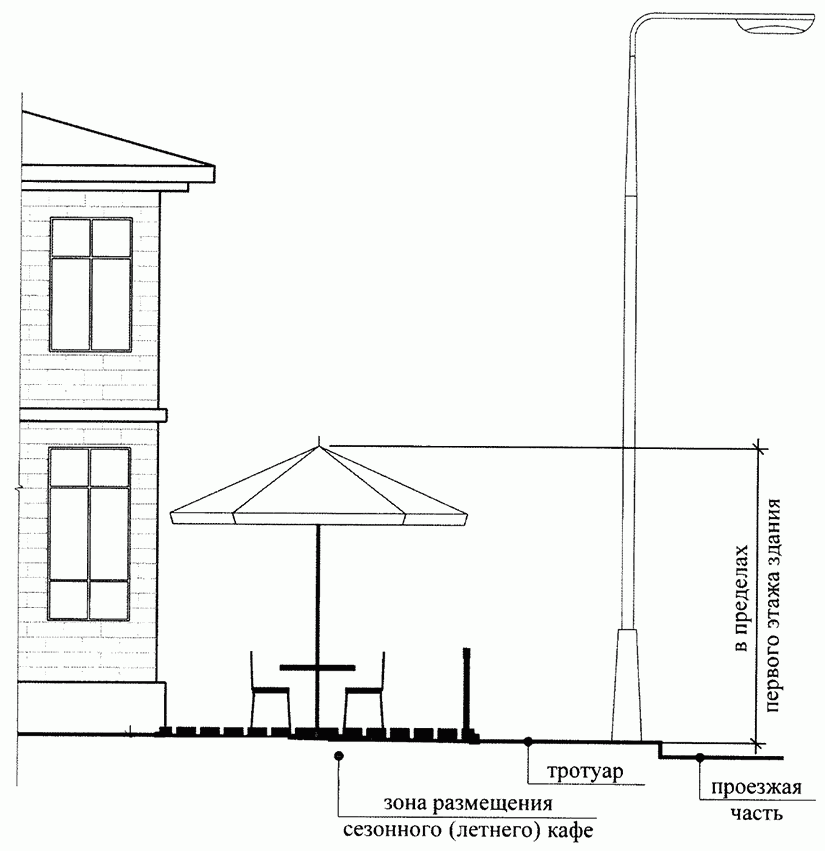 в пределах
первого этажа здания
тротуар
проезжая
часть
зона размещения
сезонного (летнего) кафе